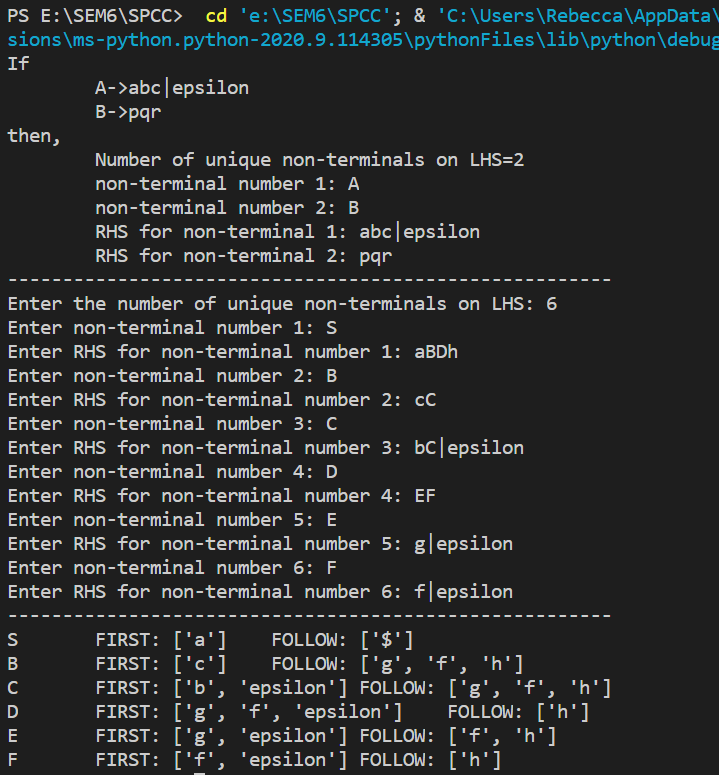 PS E:\SEM6\SPCC>  cd 'e:\SEM6\SPCC'; & 'C:\Users\Rebecca\AppData\
sions\ms-python.python-2020.9.114305\pythonFiles\lib\python\debug
If
        A->abc|epsilon
        B->pqr
then,
        Number of unique non-terminals on LHS=2
        non-terminal number 1: A
        non-terminal number 2: B
        RHS for non-terminal 1: abc|epsilon
        RHS for non-terminal 2: pqr
-------------------------------------------------------
Enter the number of unique non-terminals on LHS: 6
Enter non-terminal number 1: S
Enter RHS for non-terminal number 1: aBDh
Enter non-terminal number 2: B
Enter RHS for non-terminal number 2: cC
Enter non-terminal number 3: C
Enter RHS for non-terminal number 3: bC|epsilon
Enter non-terminal number 4: D
Enter RHS for non-terminal number 4: EF
Enter non-terminal number 5: E
Enter RHS for non-terminal number 5: g|epsilon
Enter non-terminal number 6: F
Enter RHS for non-terminal number 6: f|epsilon
-------------------------------------------------------
S       FIRST: ['a']    FOLLOW: ['$']
B       FIRST: ['c']    FOLLOW: ['g', 'f', 'h']
C       FIRST: ['b', 'epsilon'] FOLLOW: ['g', 'f', 'h']
D       FIRST: ['g', 'f', 'epsilon']    FOLLOW: ['h']
E       FIRST: ['g', 'epsilon'] FOLLOW: ['f', 'h']
F       FIRST: ['f', 'epsilon'] FOLLOW: ['h']